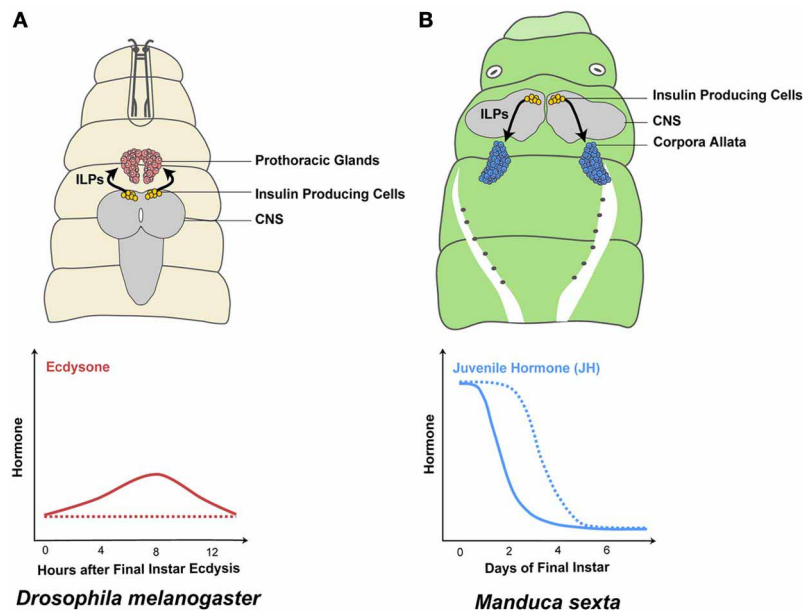 A
ILPs
Prothoracic Glands
Insulin Producing Cells
CNS
Ecdysone
Hormone
0 4 8 12
Hours after Final Instar Ecdysis
Drosophila melanogaster
B
ILPs
Insulin Producing Cells
CNS
Corpora Allata
Juvenile Hormone (JH)
Hormone
0 2 4 6
Days of Final Instar
Manduca sexta